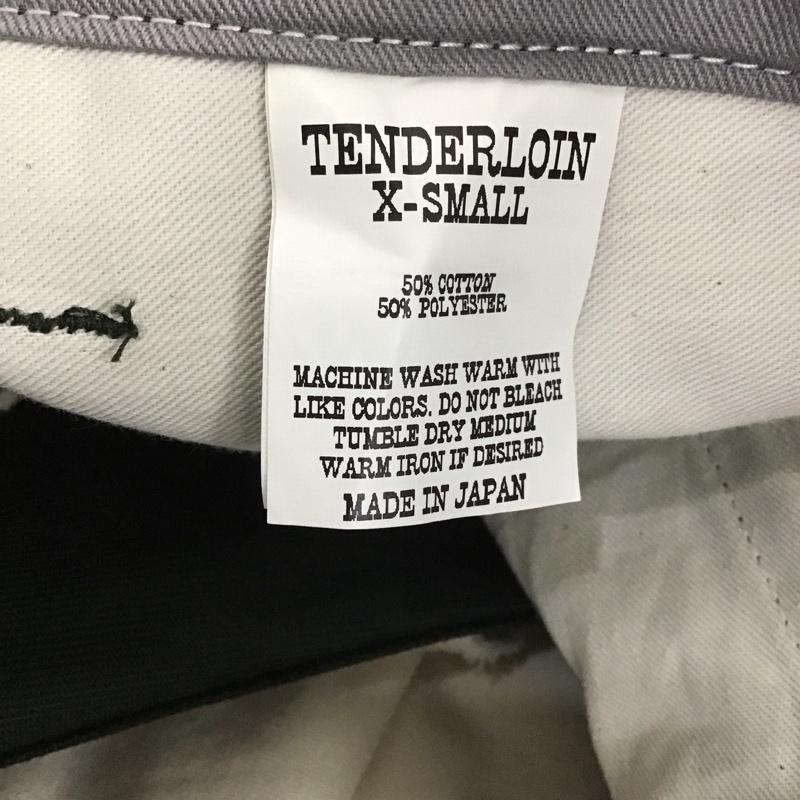 TENDERLOIN
X-SMALL
50% COTTON
50% POLYESTER
MACHINE WASH WARM WITH
LIKE COLORS. DO NOT BLEACH
TUMBLE DRY MEDIUM
WARM IRON IF DESIRED
MADE IN JAPAN